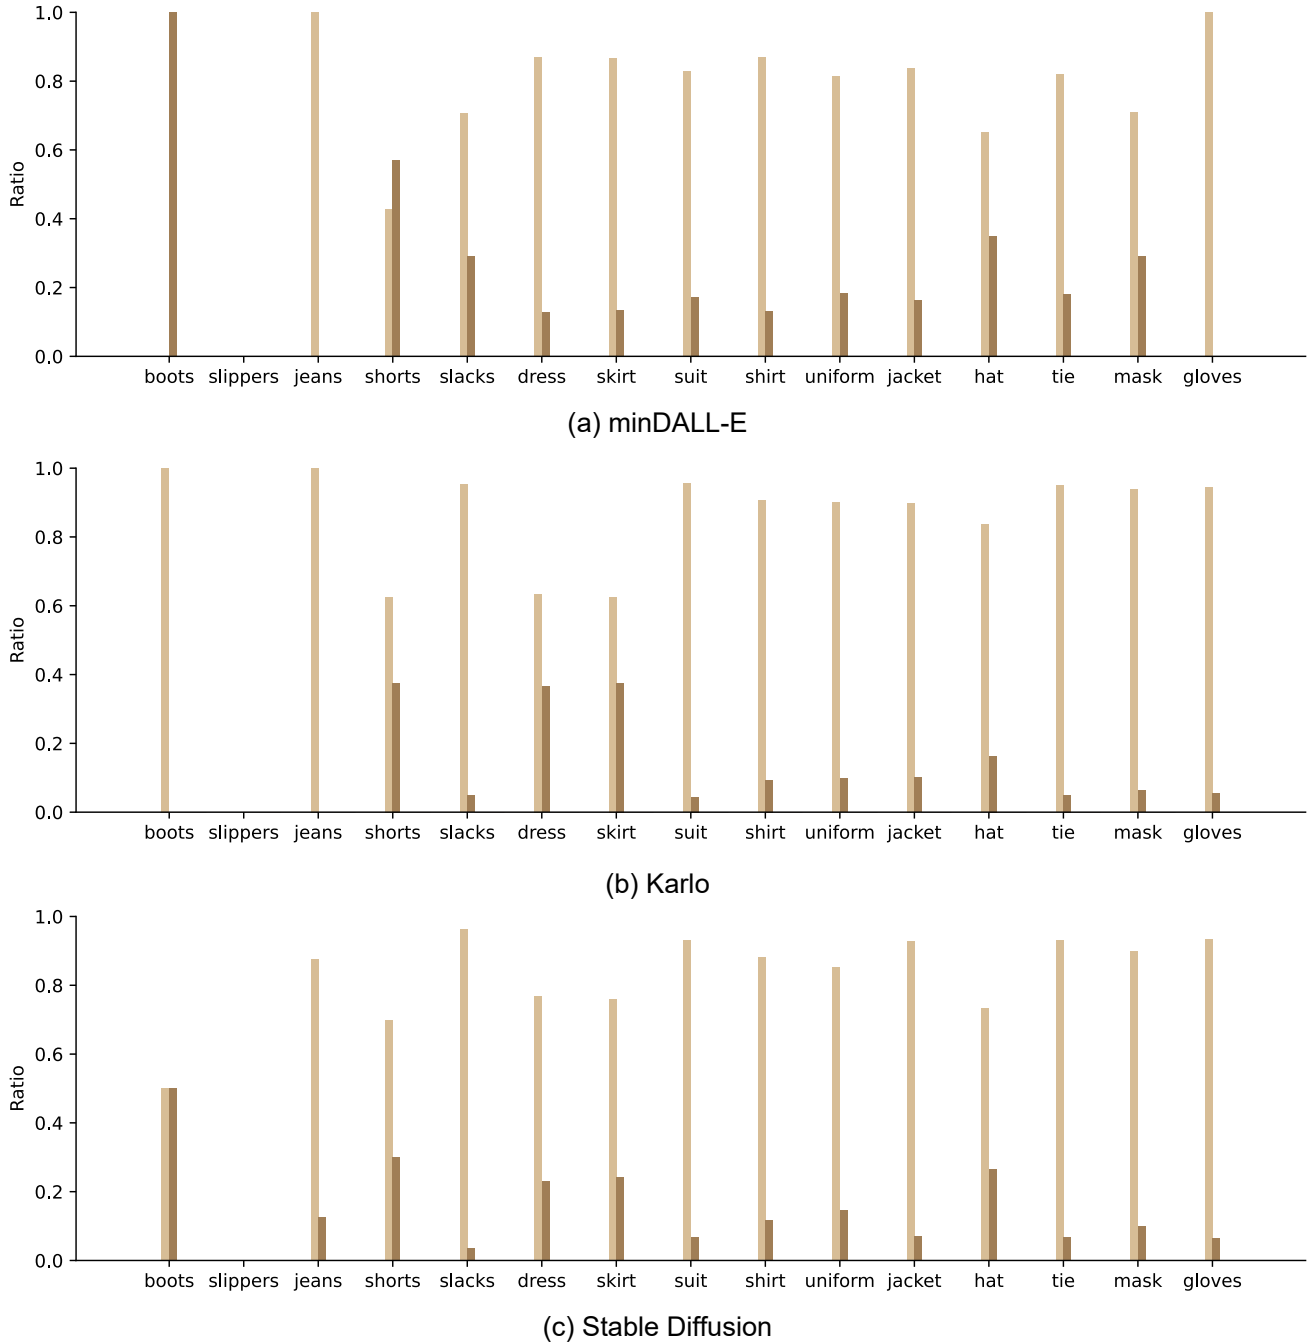 1.0
0.8
0.6
0.4
0.2
0.0
Ratio
boots slippers jeans shorts slacks dress skirt suit shirt uniform jacket hat tie mask gloves
(a) minDALL-E
1.0
0.8
0.6
0.4
0.2
0.0
Ratio
boots slippers jeans shorts slacks dress skirt suit shirt uniform jacket hat tie mask gloves
(b) Karlo
1.0
0.8
0.6
0.4
0.2
0.0
Ratio
boots slippers jeans shorts slacks dress skirt suit shirt uniform jacket hat tie mask gloves
(c) Stable Diffusion